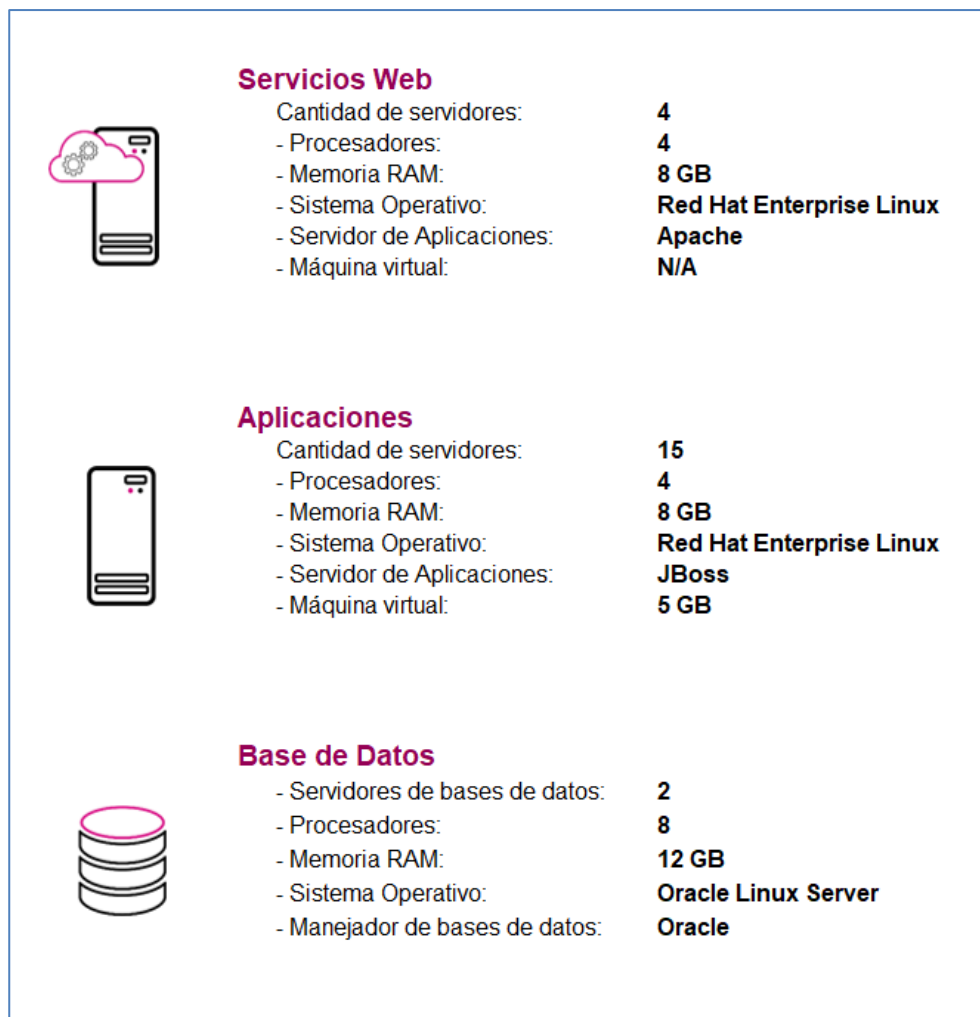 Servicios Web
Cantidad de servidores: 4
- Procesadores: 4
- Memoria RAM: 8 GB
- Sistema Operativo: Red Hat Enterprise Linux
- Servidor de Aplicaciones: Apache
- Máquina virtual: N/A
Aplicaciones
Cantidad de servidores: 15
- Procesadores: 4
- Memoria RAM: 8 GB
- Sistema Operativo: Red Hat Enterprise Linux
- Servidor de Aplicaciones: JBoss
- Máquina virtual: 5 GB
Base de Datos
- Servidores de bases de datos: 2
- Procesadores: 8
- Memoria RAM: 12 GB
- Sistema Operativo: Oracle Linux Server
- Manejador de bases de datos: Oracle